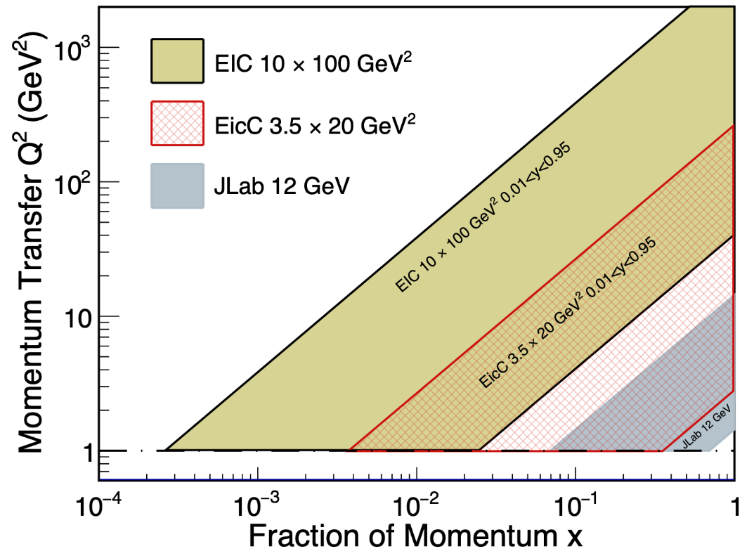 Momentum Transfer Q² (GeV²)
10³
10²
10
1
EIC 10 × 100 GeV²
EicC 3.5 × 20 GeV²
JLab 12 GeV
EIC 10 × 100 GeV² 0.01<y<0.95
EicC 3.5 × 20 GeV² 0.01<y<0.95
JLab 12 GeV
10⁻⁴ 10⁻³ 10⁻² 10⁻¹ 1
Fraction of Momentum x